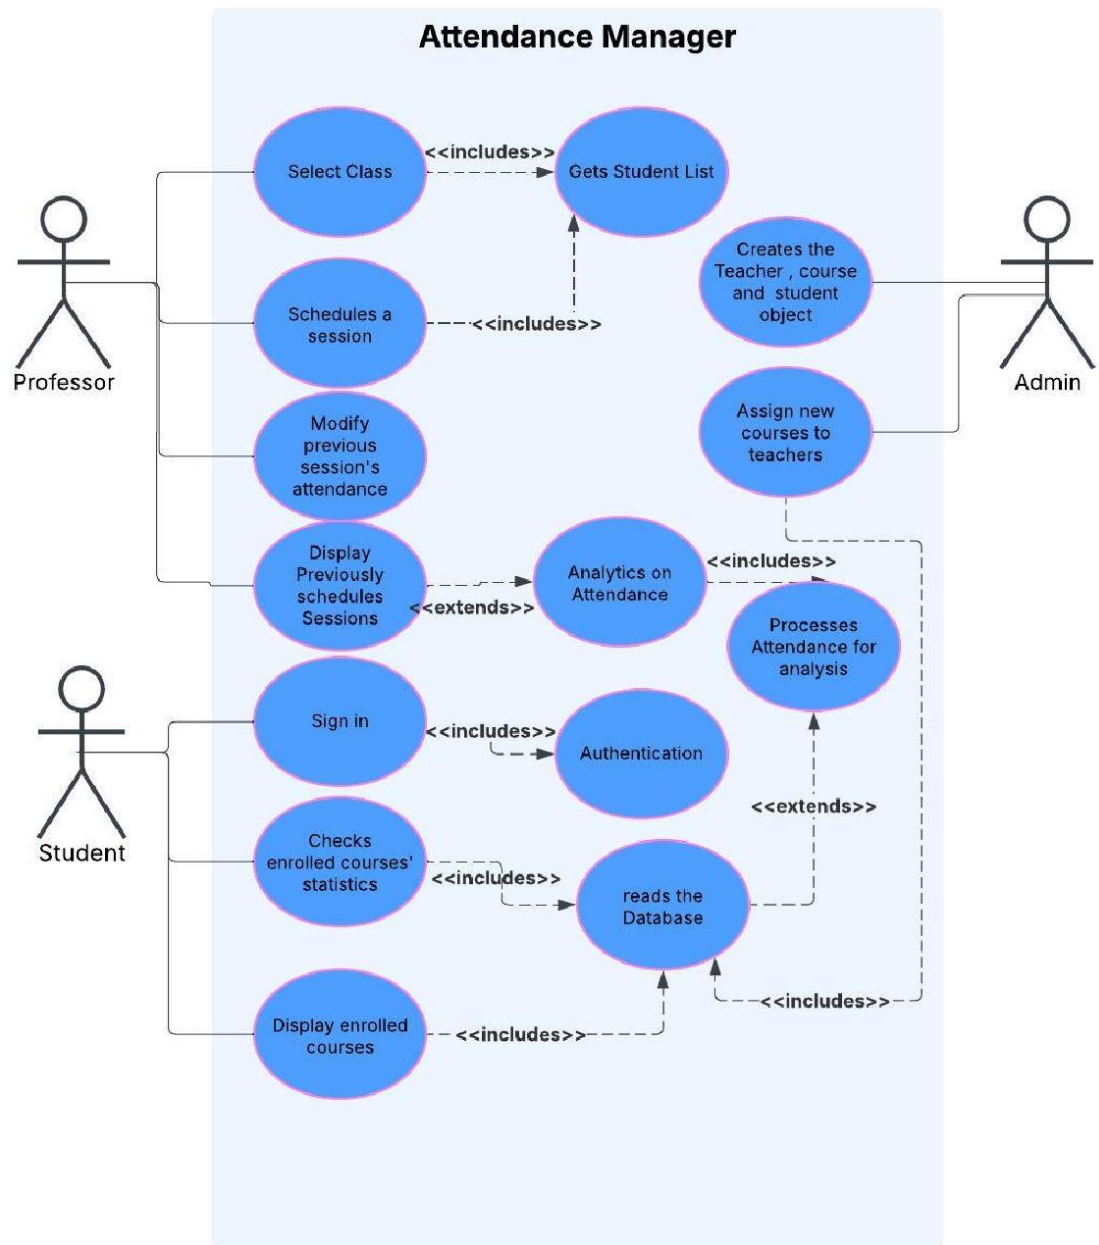 Attendance Manager
<<includes>>
Select Class
Gets Student List
Creates the
Teacher , course
and student
object
Schedules a
session
<<includes>>
Professor
Admin
Modify
previous
session's
attendance
Assign new
courses to
teachers
Display
Previously
schedules
Sessions
<<extends>>
Analytics on
Attendance
<<includes>>
Processes
Attendance for
analysis
Sign in
<<includes>>
Authentication
<<extends>>
Student
Checks
enrolled courses'
statistics
<<includes>>
reads the
Database
<<includes>>
Display enrolled
courses
<<includes>>